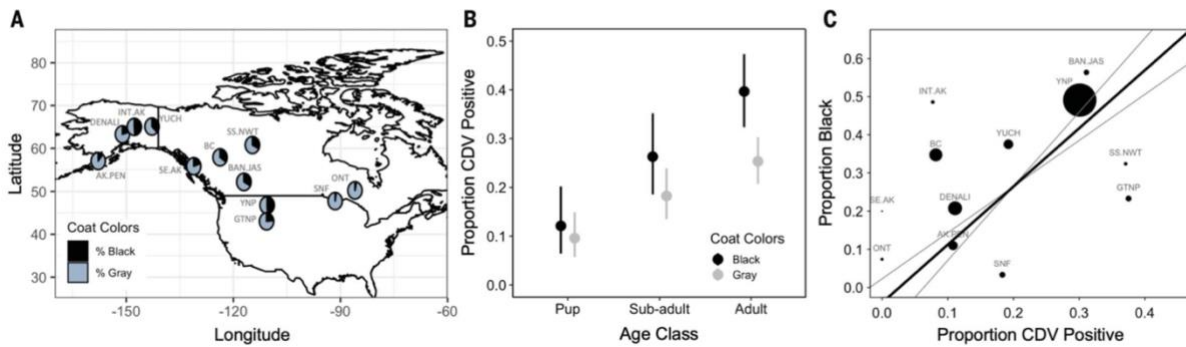 A
Latitude
80
70
60
50
40
30
INT.AK
DENALI
YUCH
SS.NWT
BC
AK.PEN
SE.AK
BAN.JAS
ONT
SNF
YNP
GTNP
Coat Colors
% Black
% Gray
-150
-120
-90
-60
Longitude
B
Proportion CDV Positive
0.5
0.4
0.3
0.2
0.1
0.0
Coat Colors
Black
Gray
Pup
Sub-adult
Adult
Age Class
C
Proportion Black
0.6
0.5
0.4
0.3
0.2
0.1
0.0
BAN.JAS
YNP
INT.AK
YUCH
BC
SS.NWT
GTNP
DENALI
SE.AK
AK.PEN
ONT
SNF
0.0
0.1
0.2
0.3
0.4
Proportion CDV Positive